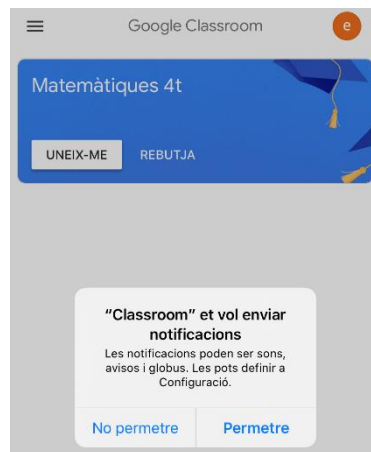 Google Classroom
e
Matemàtiques 4t
UNEIX-ME REBUTJA
“Classroom” et vol enviar
notificacions
Les notificacions poden ser sons,
avisos i globus. Les pots definir a
Configuració.
No permetre Permetre